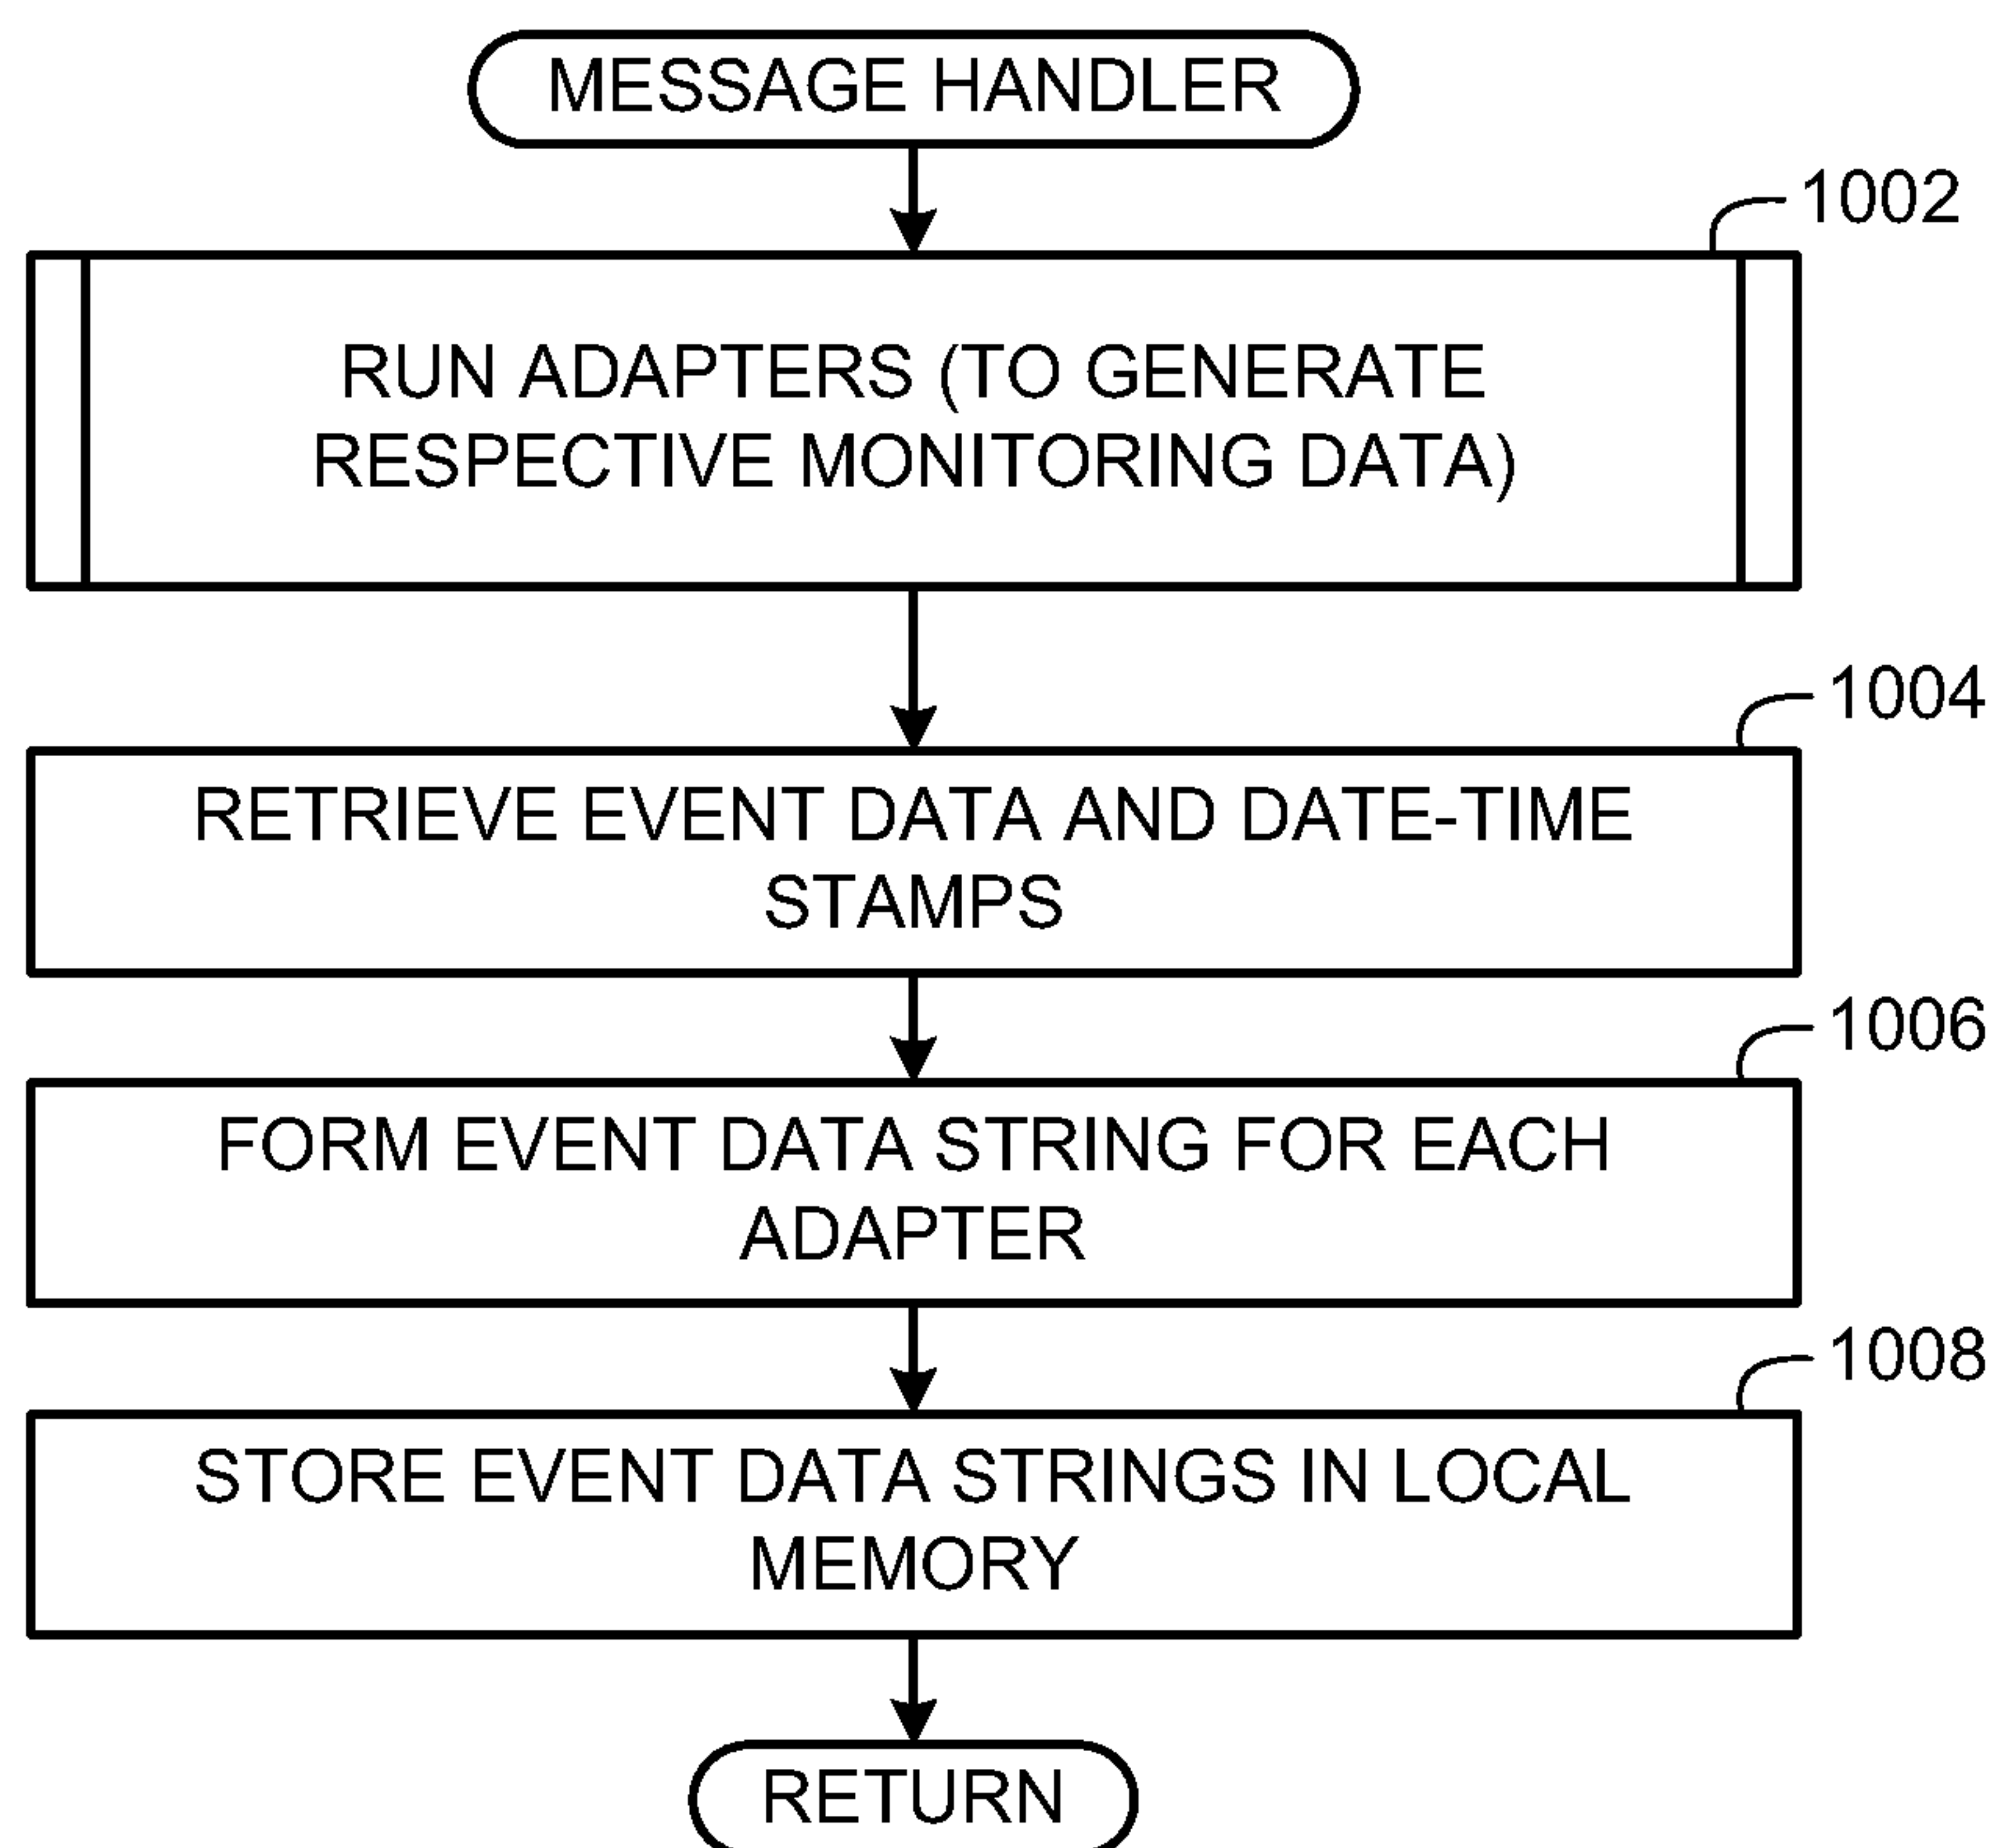 MESSAGE HANDLER
1002
RUN ADAPTERS (TO GENERATE
RESPECTIVE MONITORING DATA)
1004
RETRIEVE EVENT DATA AND DATE-TIME
STAMPS
1006
FORM EVENT DATA STRING FOR EACH
ADAPTER
1008
STORE EVENT DATA STRINGS IN LOCAL
MEMORY
RETURN